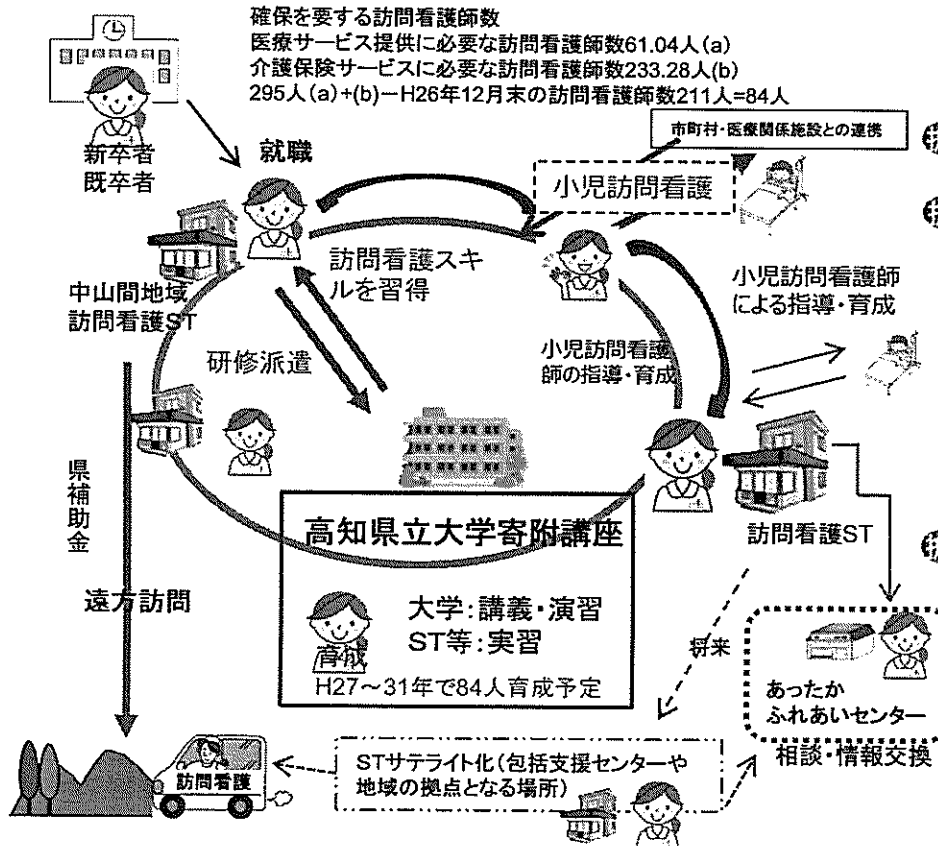 確保を要する訪問看護師数
医療サービス提供に必要な訪問看護師数61.04人(a)
介護保険サービスに必要な訪問看護師数233.28人(b)
295人(a)+(b)－H26年12月末の訪問看護師数211人=84人
市町村・医療関係施設との連携
新卒者
既卒者
就職
小児訪問看護
訪問看護スキ
ルを習得
中山間地域
訪問看護ST
小児訪問看護師
による指導・育成
研修派遣
小児訪問看護
師の指導・育成
県補助金
高知県立大学寄附講座
訪問看護ST
遠方訪問
大学：講義・演習
ST等：実習
育成
H27～31年で84人育成予定
将来
あったか
ふれあいセンター
相談・情報交換
訪問看護
STサテライト化（包括支援センターや
地域の拠点となる場所）